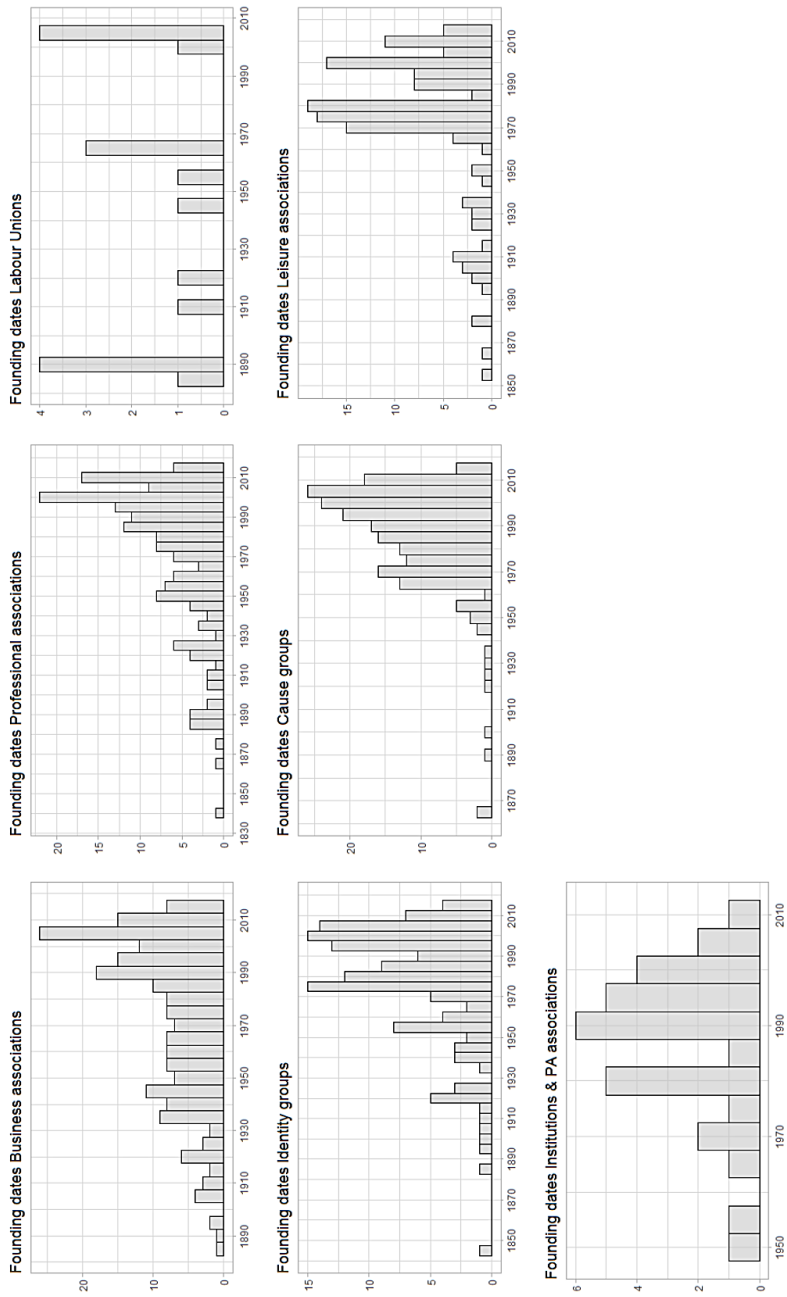 Founding dates Business associations
20
10
0
1890 1910 1930 1950 1970 1990 2010
Founding dates Professional associations
20
15
10
5
0
1830 1850 1870 1890 1910 1930 1950 1970 1990 2010
Founding dates Labour Unions
4
3
2
1
0
1890 1910 1930 1950 1970 1990 2010
Founding dates Identity groups
15
10
5
0
1850 1870 1890 1910 1930 1950 1970 1990 2010
Founding dates Cause groups
20
10
0
1870 1890 1910 1930 1950 1970 1990 2010
Founding dates Leisure associations
15
10
5
0
1850 1870 1890 1910 1930 1950 1970 1990 2010
Founding dates Institutions & PA associations
6
4
2
0
1950 1970 1990 2010